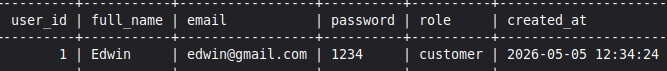 user_id | full_name | email | password | role | created_at
1 | Edwin | edwin@gmail.com | 1234 | customer | 2026-05-05 12:34:24